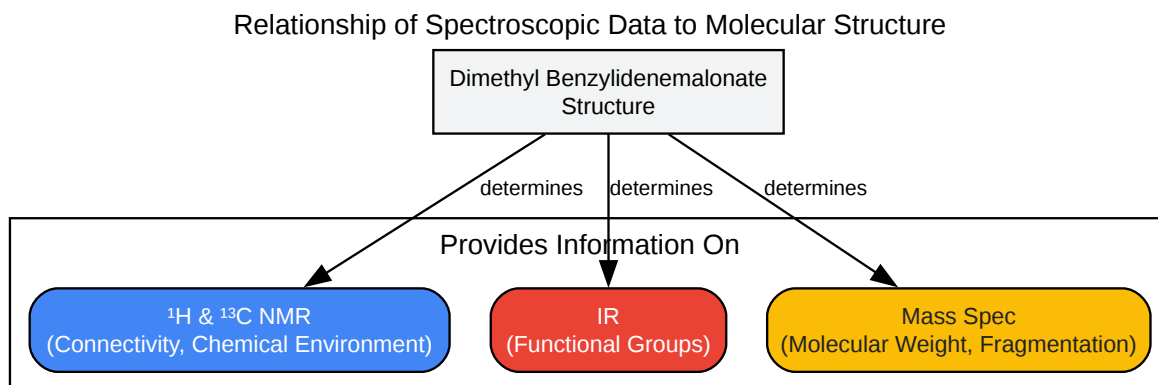 Relationship of Spectroscopic Data to Molecular Structure
Dimethyl Benzylidenemalonate
Structure
determines
determines
determines
Provides Information On
¹H & ¹³C NMR
(Connectivity, Chemical Environment)
IR
(Functional Groups)
Mass Spec
(Molecular Weight, Fragmentation)